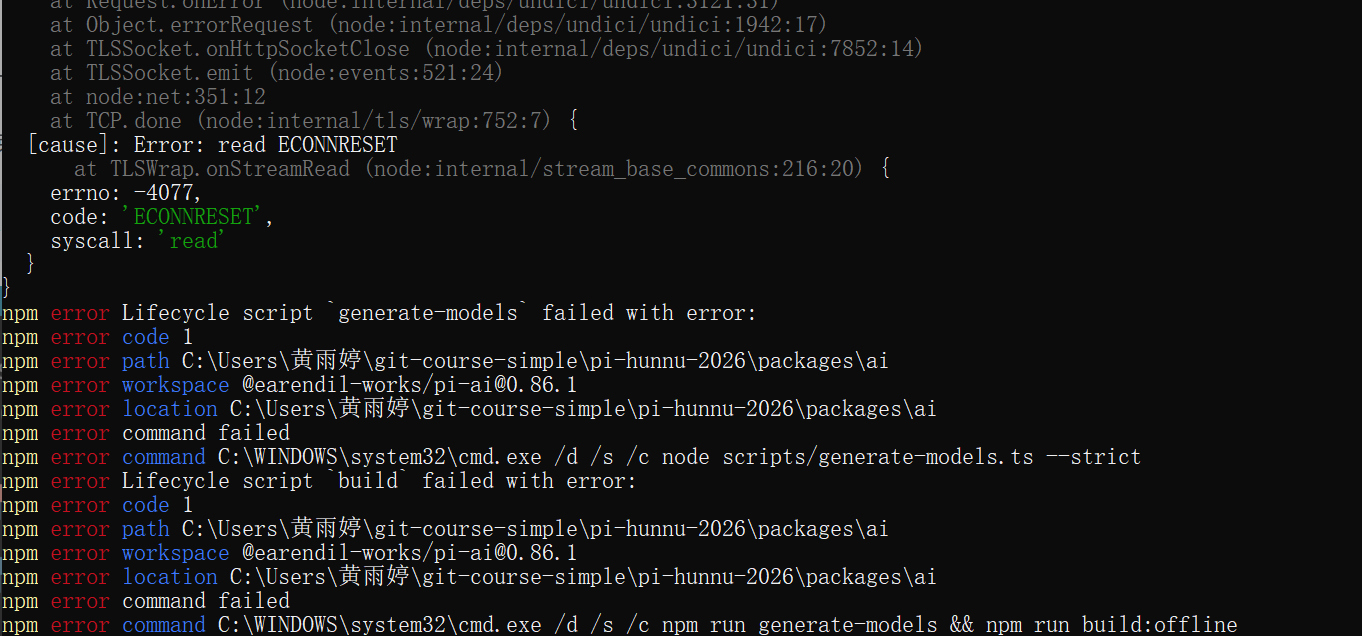 at Request.onError (node:internal/deps/undici/undici:3121:31)
at Object.errorRequest (node:internal/deps/undici/undici:1942:17)
at TLSSocket.onHttpSocketClose (node:internal/deps/undici/undici:7852:14)
at TLSSocket.emit (node:events:521:24)
at node:net:351:12
at TCP.done (node:internal/tls/wrap:752:7) {
[cause]: Error: read ECONNRESET
at TLSWrap.onStreamRead (node:internal/stream_base_commons:216:20) {
errno: -4077,
code: 'ECONNRESET',
syscall: 'read'
}
}
npm error Lifecycle script `generate-models` failed with error:
npm error code 1
npm error path C:\Users\黄雨婷\git-course-simple\pi-hunnu-2026\packages\ai
npm error workspace @earendil-works/pi-ai@0.86.1
npm error location C:\Users\黄雨婷\git-course-simple\pi-hunnu-2026\packages\ai
npm error command failed
npm error command C:\WINDOWS\system32\cmd.exe /d /s /c node scripts/generate-models.ts --strict
npm error Lifecycle script `build` failed with error:
npm error code 1
npm error path C:\Users\黄雨婷\git-course-simple\pi-hunnu-2026\packages\ai
npm error workspace @earendil-works/pi-ai@0.86.1
npm error location C:\Users\黄雨婷\git-course-simple\pi-hunnu-2026\packages\ai
npm error command failed
npm error command C:\WINDOWS\system32\cmd.exe /d /s /c npm run generate-models && npm run build:offline